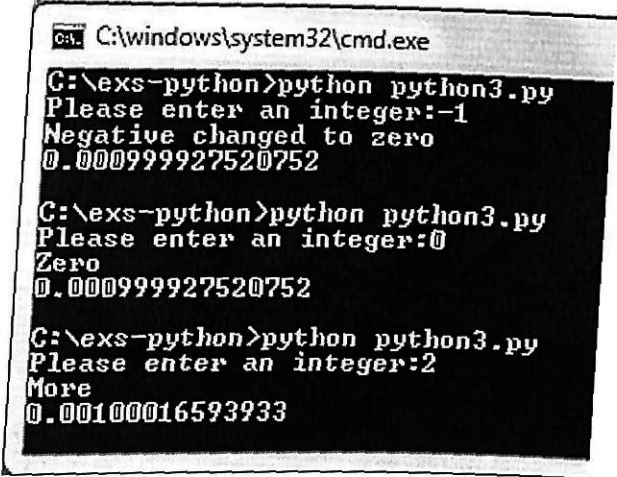 C:\windows\system32\cmd.exe
C:\exs-python>python python3.py
Please enter an integer:-1
Negative changed to zero
0.000999927520752
C:\exs-python>python python3.py
Please enter an integer:0
Zero
0.000999927520752
C:\exs-python>python python3.py
Please enter an integer:2
More
0.00100016593933